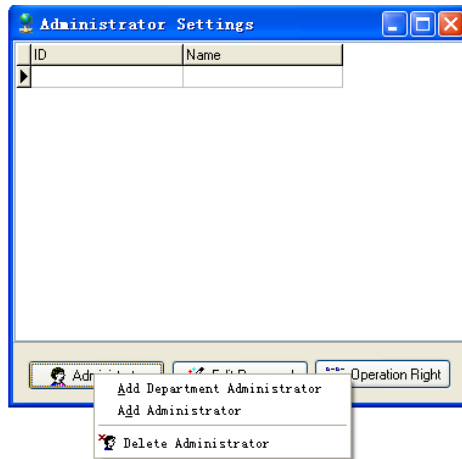 Administrator Settings
ID Name
Operation Right
Add Department Administrator
Add Administrator
Delete Administrator